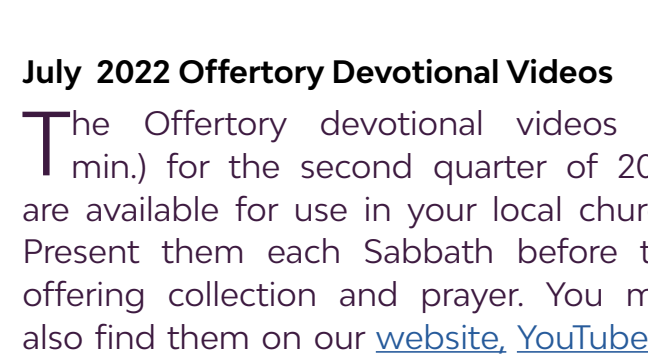 July 2022 Offertory Devotional Videos
The Offertory devotional videos
min.) for the second quarter of 20
are available for use in your local chur
Present them each Sabbath before t
offering collection and prayer. You m
also find them on our website, YouTube